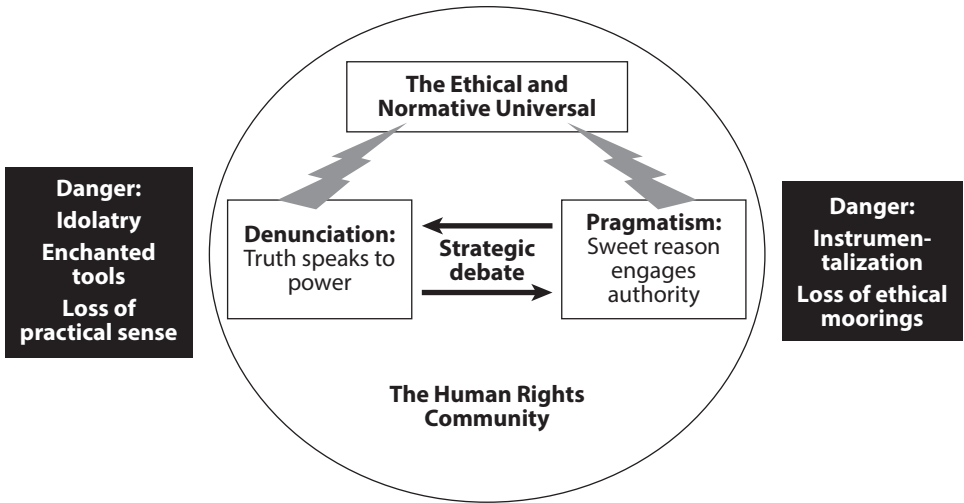 The Ethical and
Normative Universal
Danger:
Idolatry
Enchanted
tools
Loss of
practical sense
Denunciation:
Truth speaks to
power
Strategic
debate
Pragmatism:
Sweet reason
engages
authority
Danger:
Instrumen-
talization
Loss of ethical
moorings
The Human Rights
Community